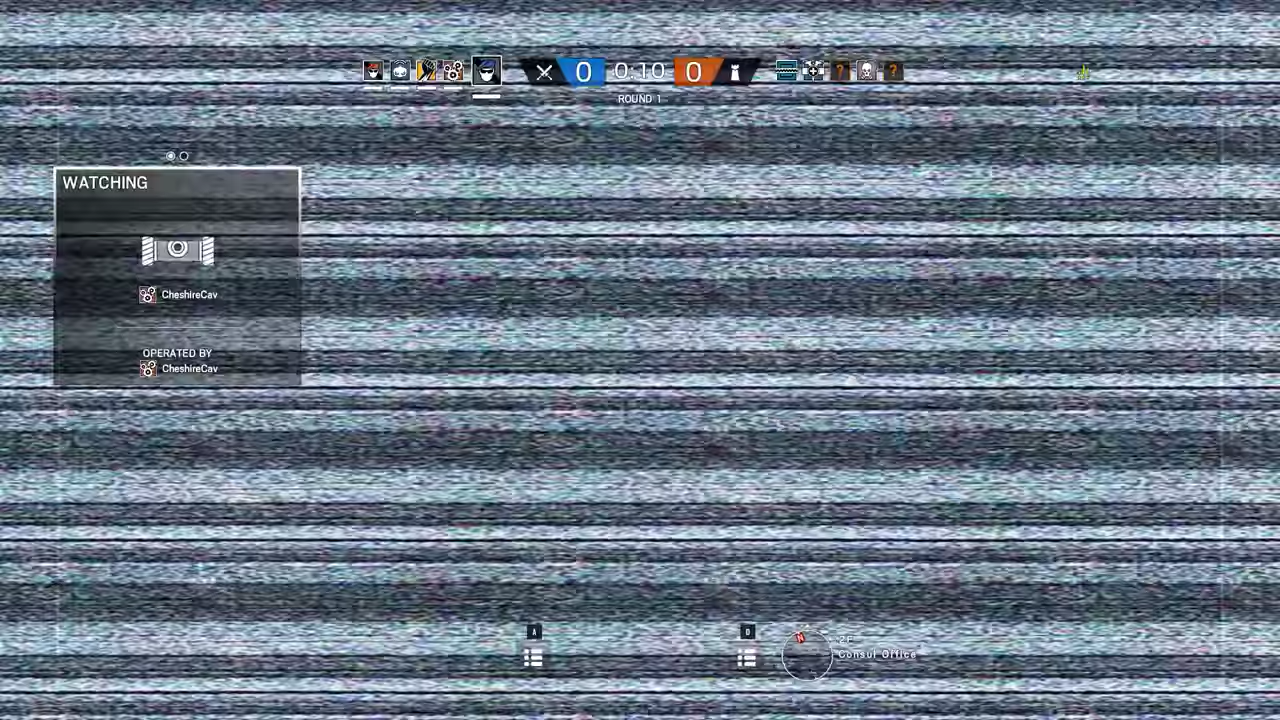 0 0:10 0
? ?
ROUND 1
WATCHING
CheshireCav
OPERATED BY
CheshireCav
A D
N
2F
Consul Office